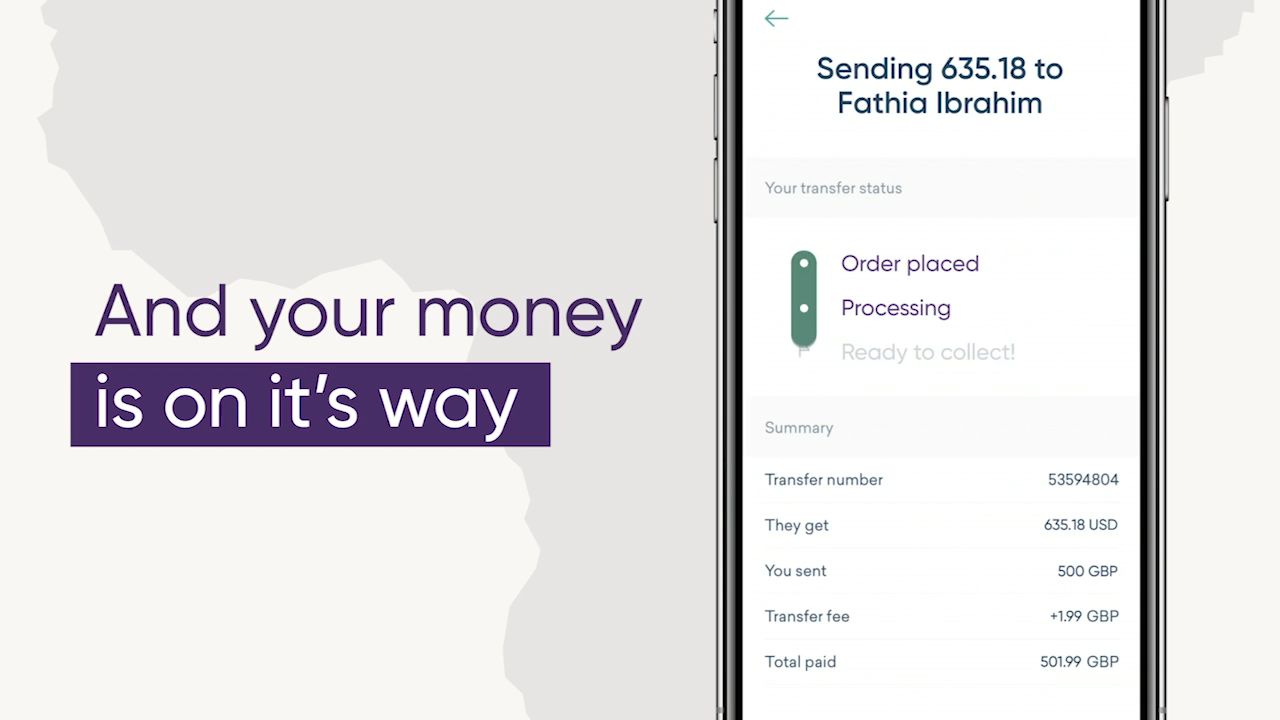 And your money
is on it's way
Sending 635.18 to
Fathia Ibrahim
Your transfer status
Order placed
Processing
Ready to collect!
Summary
Transfer number 53594804
They get 635.18 USD
You sent 500 GBP
Transfer fee +1.99 GBP
Total paid 501.99 GBP